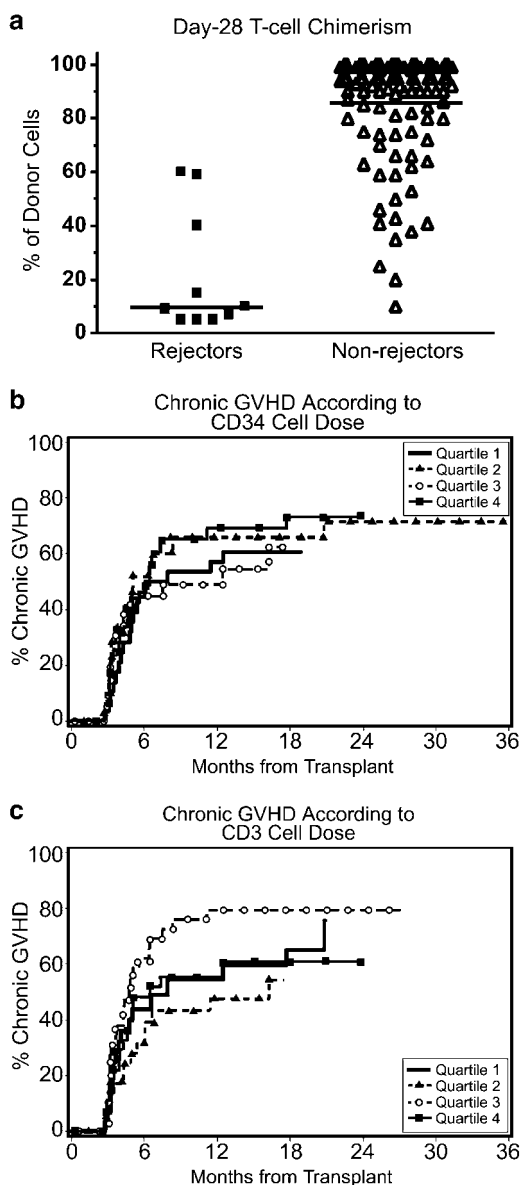 a
Day-28 T-cell Chimerism
% of Donor Cells
100
80
60
40
20
0
Rejectors
Non-rejectors
b
Chronic GVHD According to
CD34 Cell Dose
% Chronic GVHD
100
80
60
40
20
0
Quartile 1
Quartile 2
Quartile 3
Quartile 4
0 6 12 18 24 30 36
Months from Transplant
c
Chronic GVHD According to
CD3 Cell Dose
% Chronic GVHD
100
80
60
40
20
0
Quartile 1
Quartile 2
Quartile 3
Quartile 4
0 6 12 18 24 30 36
Months from Transplant